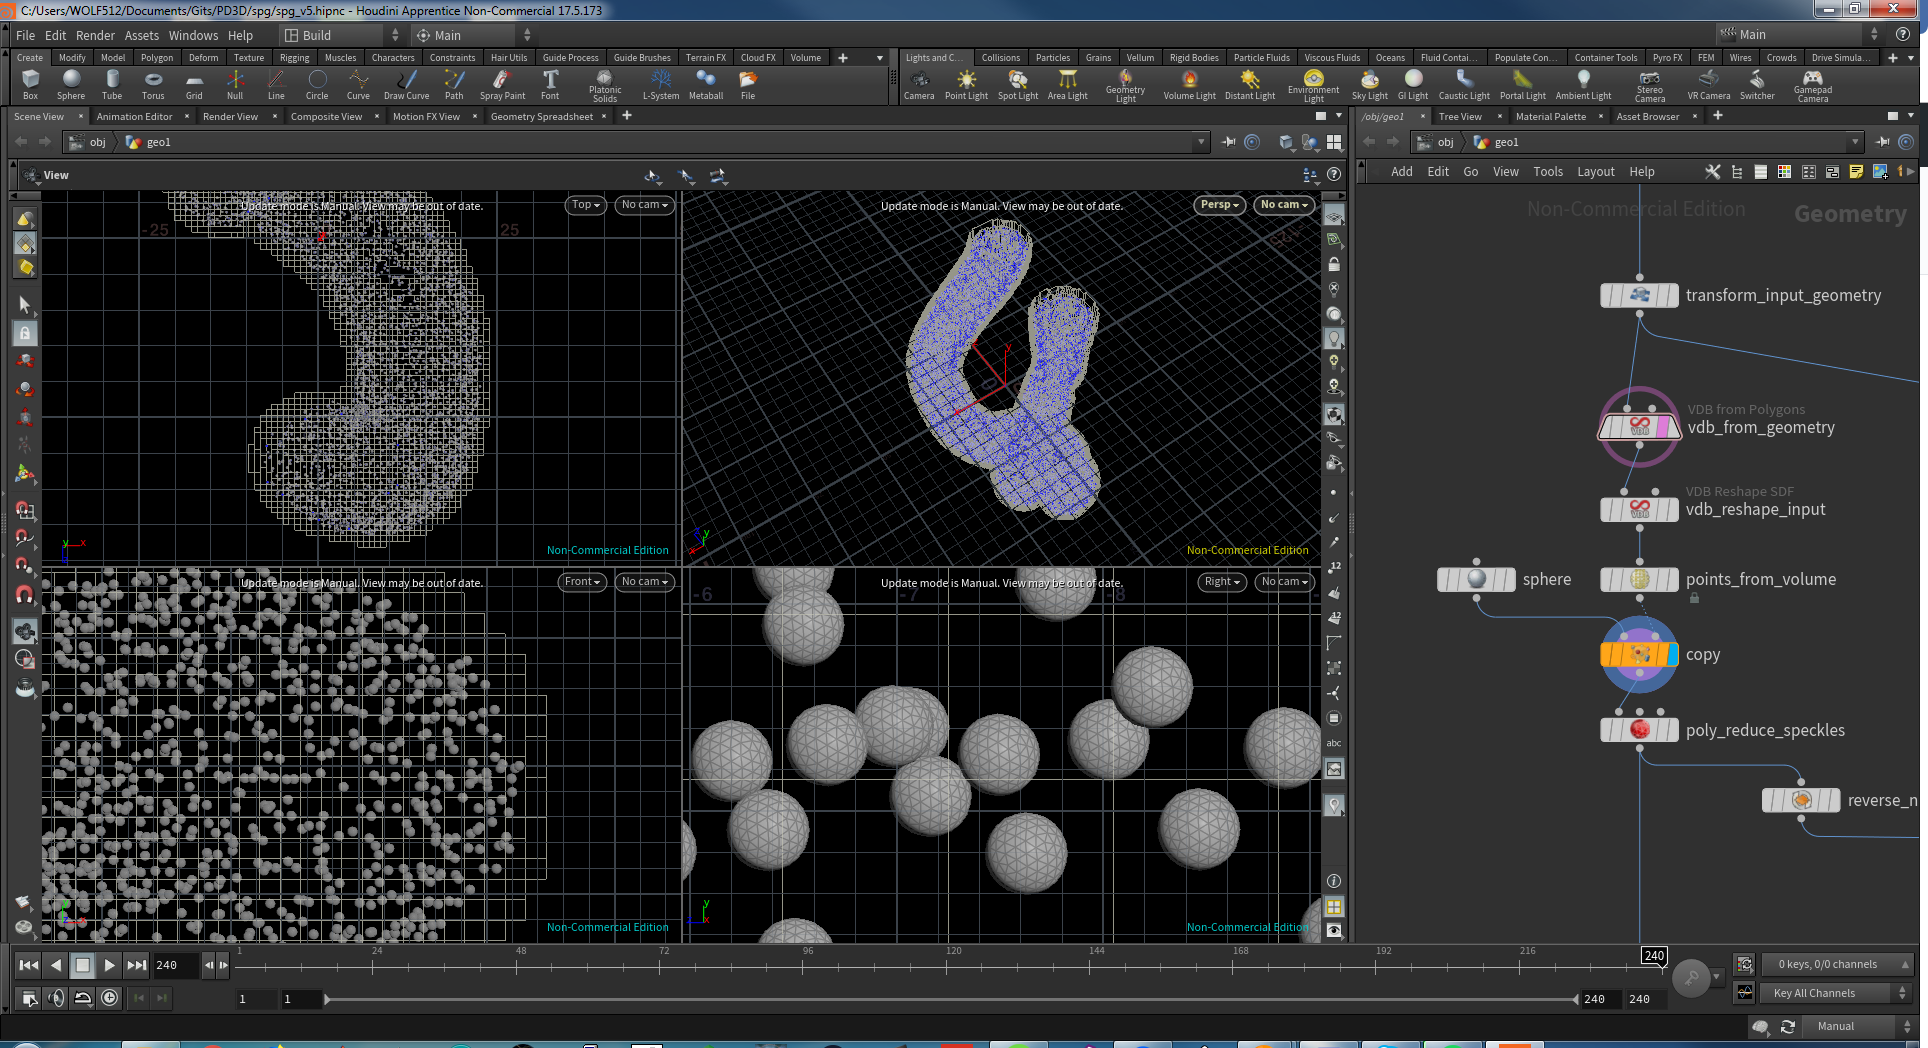 C:/Users/WOLF512/Documents/Gits/PD3D/spg/spg_v5.hipnc - Houdini Apprentice Non-Commercial 17.5.173
File Edit Render Assets Windows Help Build Main Main
Create Modify Model Polygon Deform Texture Rigging Muscles Characters Constraints Hair Utils Guide Process Guide Brushes Terrain FX Cloud FX Volume
Lights and C... Collisions Particles Grains Vellum Rigid Bodies Particle Fluids Viscous Fluids Oceans Fluid Contai... Populate Con... Container Tools Pyro FX FEM Wires Crowds Drive Simula...
Box Sphere Tube Torus Grid Null Line Circle Curve Draw Curve Path Spray Paint Font Platonic Solids L-System Metaball File
Camera Point Light Spot Light Area Light Geometry Light Volume Light Distant Light Environment Light Sky Light GI Light Caustic Light Portal Light Ambient Light Stereo Camera VR Camera Switcher Gamepad Camera
Scene View Animation Editor Render View Composite View Motion FX View Geometry Spreadsheet
/obj/geo1 Tree View Material Palette Asset Browser
obj geo1
obj geo1
View
Add Edit Go View Tools Layout Help
Update mode is Manual. View may be out of date.
Top No cam
-25 25
Non-Commercial Edition
Update mode is Manual. View may be out of date.
Persp No cam
y
Non-Commercial Edition
y x
Update mode is Manual. View may be out of date.
Front No cam
Non-Commercial Edition
Update mode is Manual. View may be out of date.
Right No cam
-6 -7 -8
y
x
Non-Commercial Edition
12
12
abc
Non-Commercial Edition
Geometry
transform_input_geometry
VDB from Polygons
vdb_from_geometry
VDB Reshape SDF
vdb_reshape_input
sphere
points_from_volume
copy
poly_reduce_speckles
reverse_n
240
1 24 48 72 96 120 144 168 192 216 240
0 keys, 0/0 channels
1 1 240 240
Key All Channels
Manual